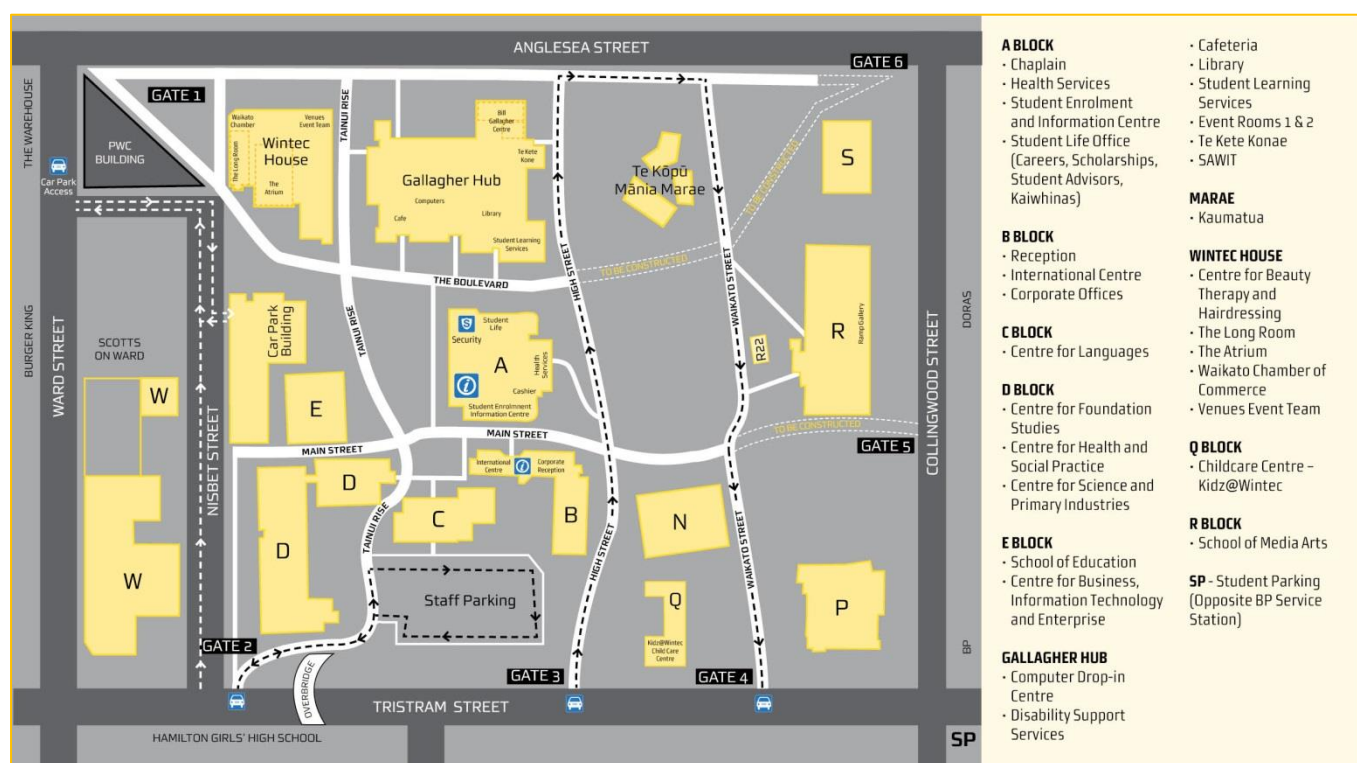 ANGLESEA STREET
GATE 6
THE WAREHOUSE
GATE 1
PWC
BUILDING
Car Park
Access
Waikato
Chamber
Venues
Event Team
Wintec
House
The Long Room
The
Atrium
TAINUI RISE
Bill
Gallagher
Centre
Te Kete
Kone
Gallagher Hub
Computers
Cafe
Library
Student Learning
Services
Te Kōpū
Mānia Marae
TO BE CONSTRUCTED
S
TO BE CONSTRUCTED
THE BOULEVARD
HIGH STREET
WAIKATO STREET
BURGER KING
WARD STREET
SCOTTS
ON WARD
W
W
NISBET STREET
Car Park
Building
E
TAINUI RISE
S
Security
Student
Life
A
Health
Services
Cashier
i
Student Enrolmnent
Information Centre
R22
R
Ramp Gallery
DORAS
COLLINGWOOD STREET
TO BE CONSTRUCTED
GATE 5
MAIN STREET
MAIN STREET
D
D
TAINUI RISE
C
International
Centre
i
Corporate
Reception
B
HIGH STREET
N
WAIKATO STREET
Staff Parking
Q
Kidz@Wintec
Child Care
Centre
P
BP
GATE 2
GATE 3
GATE 4
OVERBRIDGE
TRISTRAM STREET
HAMILTON GIRLS' HIGH SCHOOL
SP
A BLOCK
· Chaplain
· Health Services
· Student Enrolment
and Information Centre
· Student Life Office
(Careers, Scholarships,
Student Advisors,
Kaiwhinas)
B BLOCK
· Reception
· International Centre
· Corporate Offices
C BLOCK
· Centre for Languages
D BLOCK
· Centre for Foundation
Studies
· Centre for Health and
Social Practice
· Centre for Science and
Primary Industries
E BLOCK
· School of Education
· Centre for Business,
Information Technology
and Enterprise
GALLAGHER HUB
· Computer Drop-in
Centre
· Disability Support
Services
· Cafeteria
· Library
· Student Learning
Services
· Event Rooms 1 & 2
· Te Kete Konae
· SAWIT
MARAE
· Kaumatua
WINTEC HOUSE
· Centre for Beauty
Therapy and
Hairdressing
· The Long Room
· The Atrium
· Waikato Chamber of
Commerce
· Venues Event Team
Q BLOCK
· Childcare Centre –
Kidz@Wintec
R BLOCK
· School of Media Arts
SP - Student Parking
(Opposite BP Service
Station)